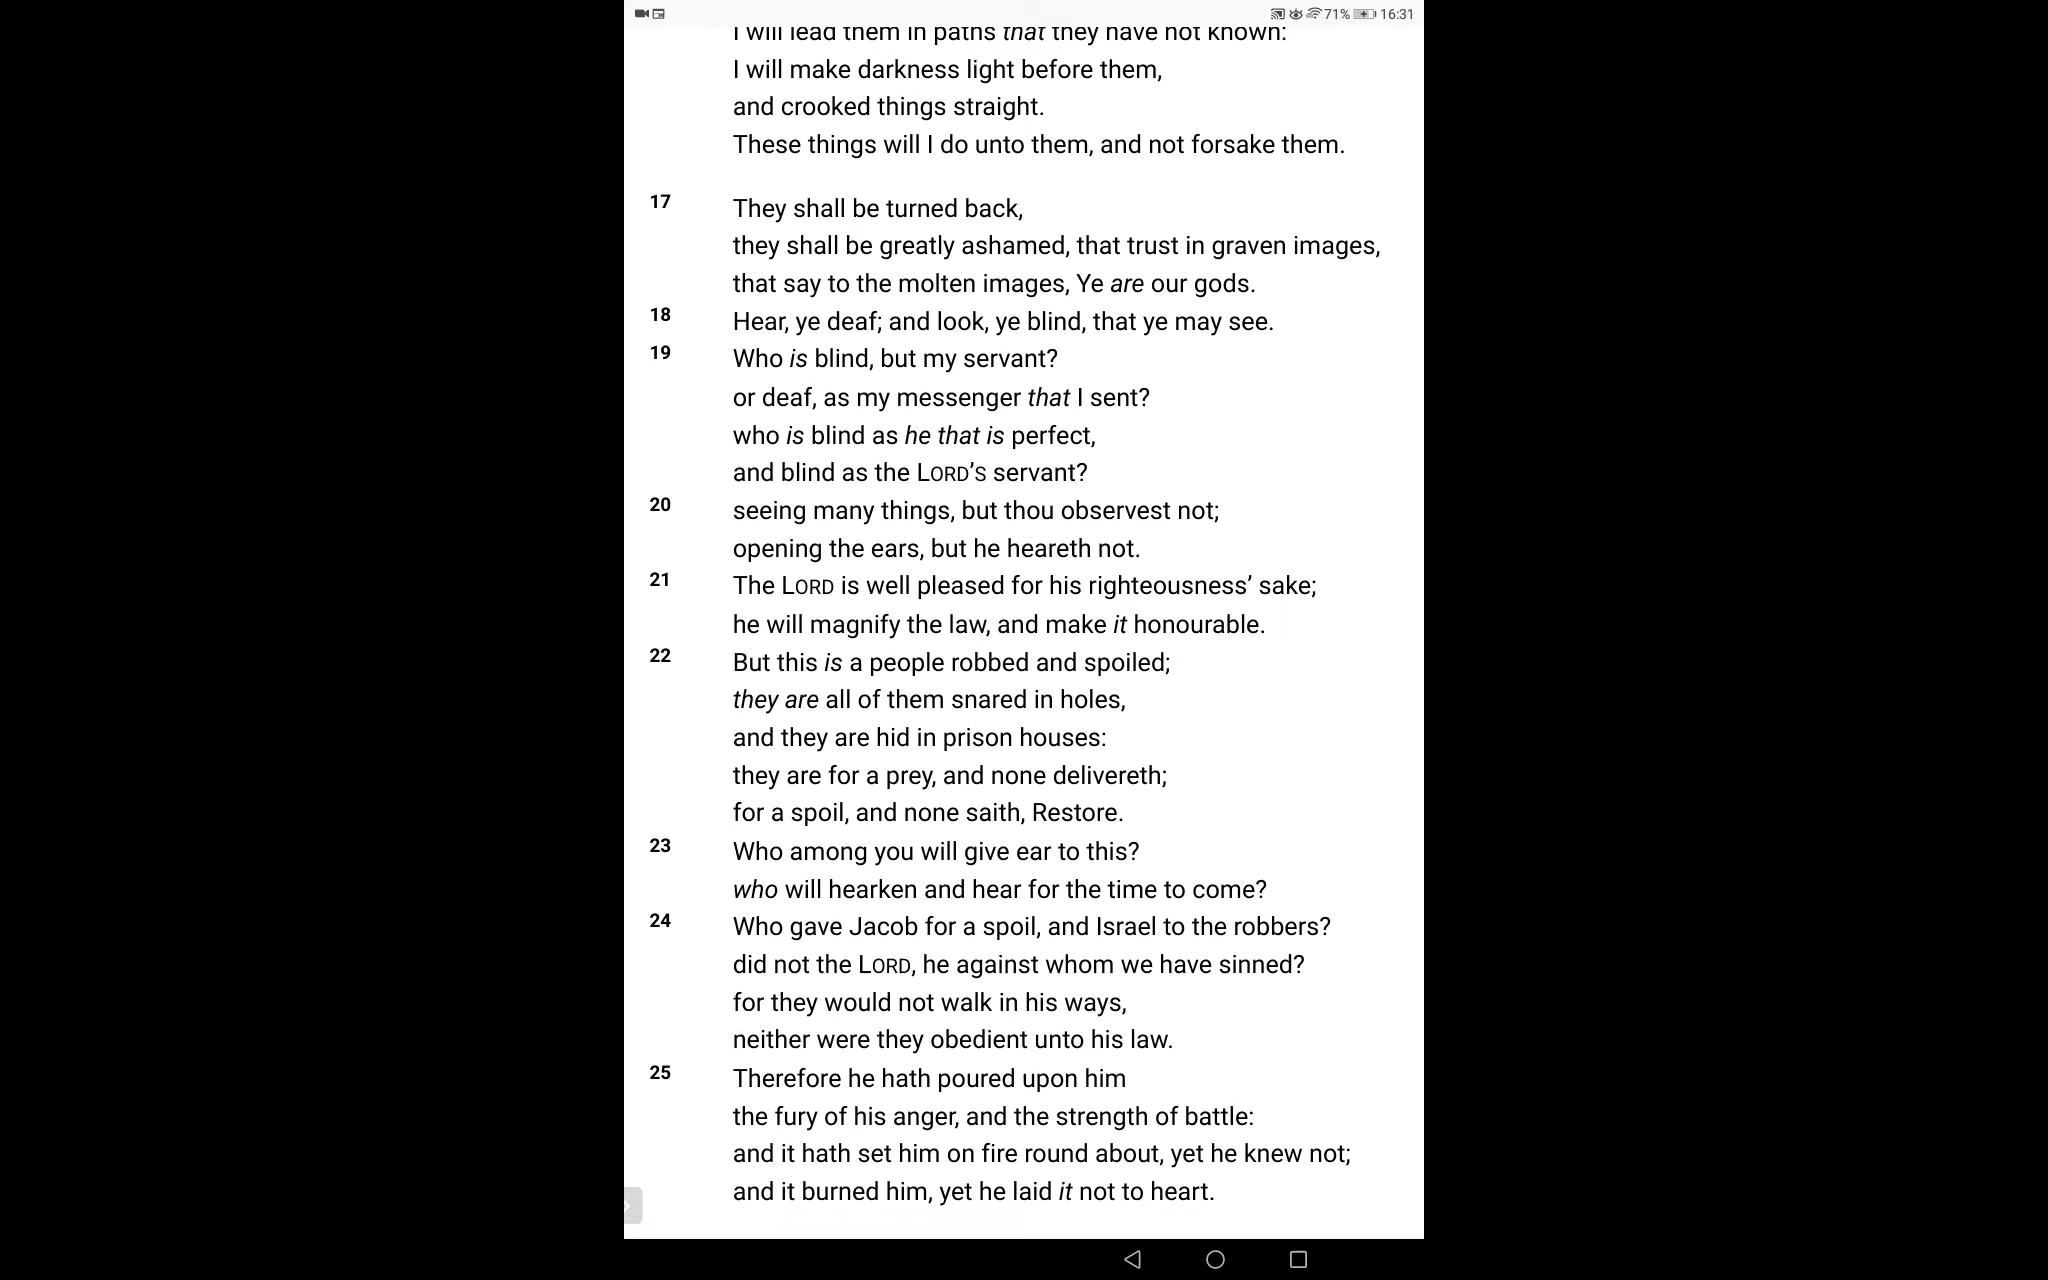 71% 16:31
I will lead them in paths that they have not known:
I will make darkness light before them,
and crooked things straight.
These things will I do unto them, and not forsake them.
17 They shall be turned back,
they shall be greatly ashamed, that trust in graven images,
that say to the molten images, Ye are our gods.
18 Hear, ye deaf; and look, ye blind, that ye may see.
19 Who is blind, but my servant?
or deaf, as my messenger that I sent?
who is blind as he that is perfect,
and blind as the LORD’S servant?
20 seeing many things, but thou observest not;
opening the ears, but he heareth not.
21 The LORD is well pleased for his righteousness’ sake;
he will magnify the law, and make it honourable.
22 But this is a people robbed and spoiled;
they are all of them snared in holes,
and they are hid in prison houses:
they are for a prey, and none delivereth;
for a spoil, and none saith, Restore.
23 Who among you will give ear to this?
who will hearken and hear for the time to come?
24 Who gave Jacob for a spoil, and Israel to the robbers?
did not the LORD, he against whom we have sinned?
for they would not walk in his ways,
neither were they obedient unto his law.
25 Therefore he hath poured upon him
the fury of his anger, and the strength of battle:
and it hath set him on fire round about, yet he knew not;
and it burned him, yet he laid it not to heart.